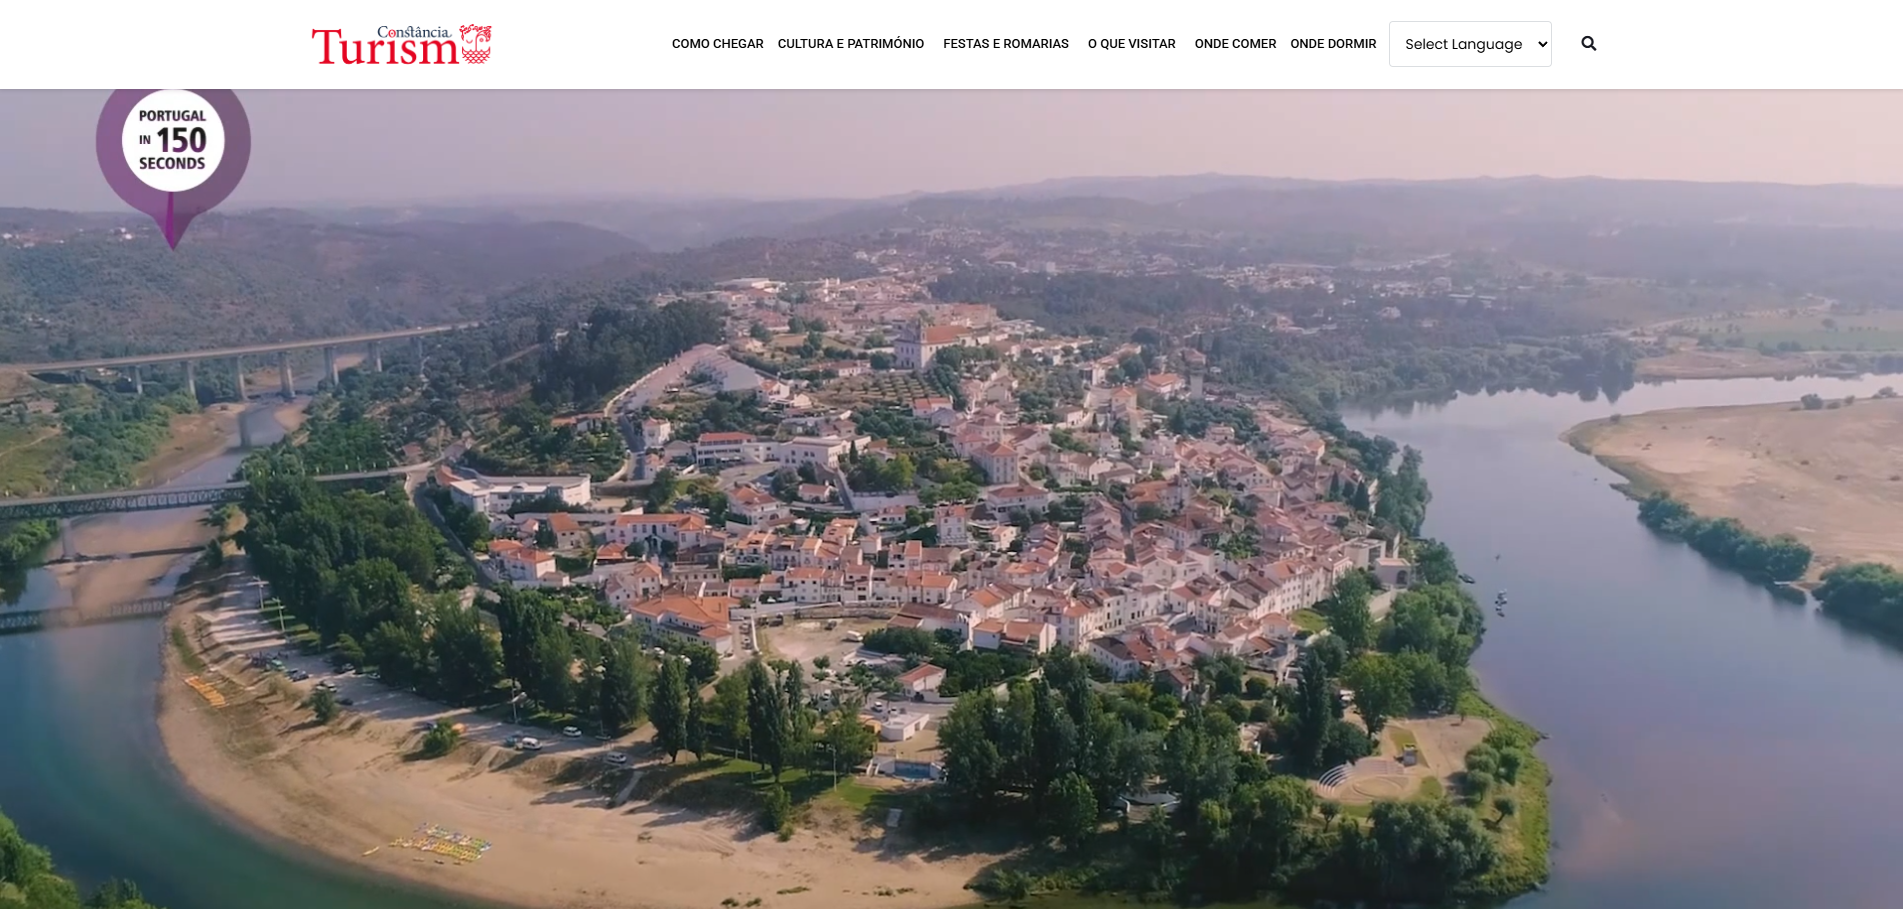 Constância
Turismo
COMO CHEGAR CULTURA E PATRIMÓNIO FESTAS E ROMARIAS O QUE VISITAR ONDE COMER ONDE DORMIR Select Language
PORTUGAL
IN 150
SECONDS